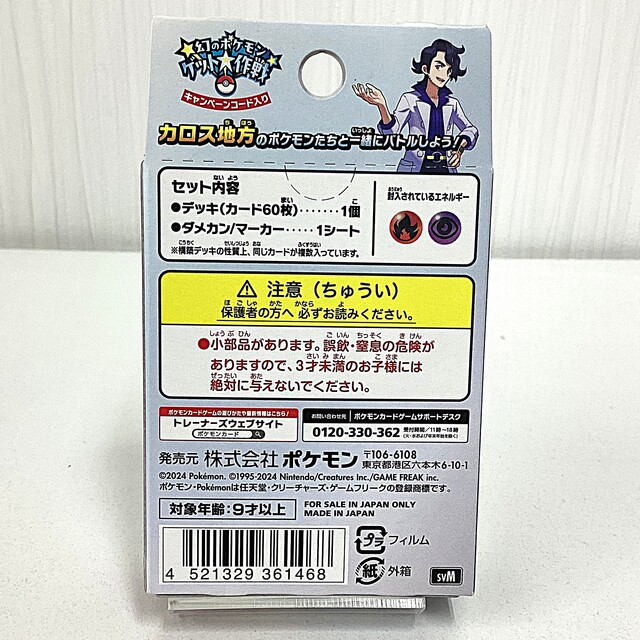 幻のポケモン
ゲット★作戦
キャンペーンコード入り
カロス地方のポケモンたちと一緒にバトルしよう!
セット内容
●デッキ(カード60枚)・・・・・・・1個
●ダメカン/マーカー・・・・・1シート
※構築デッキの性質上、同じカードが複数入っています。
封入されているエネルギー
⚠ 注意(ちゅうい)
保護者の方へ 必ずお読みください。
●小部品があります。誤飲・窒息の危険が
ありますので、3才未満のお子様には
絶対に与えないでください。
ポケモンカードゲームの遊びかたや最新情報はこちら!
トレーナーズウェブサイト
ポケモンカード
お問い合わせ先 ポケモンカードゲームサポートデスク
0120-330-362 受付時間/11時~18時
発売元 株式会社 ポケモン
〒106-6108
東京都港区六本木6-10-1
©2024 Pokémon. ©1995-2024 Nintendo/Creatures Inc./GAME FREAK inc.
ポケモン・Pokémonは任天堂・クリーチャーズ・ゲームフリークの登録商標です。
対象年齢:9才以上
FOR SALE IN JAPAN ONLY
MADE IN JAPAN
4 521329 361468
プラ フィルム
紙 外箱
svM